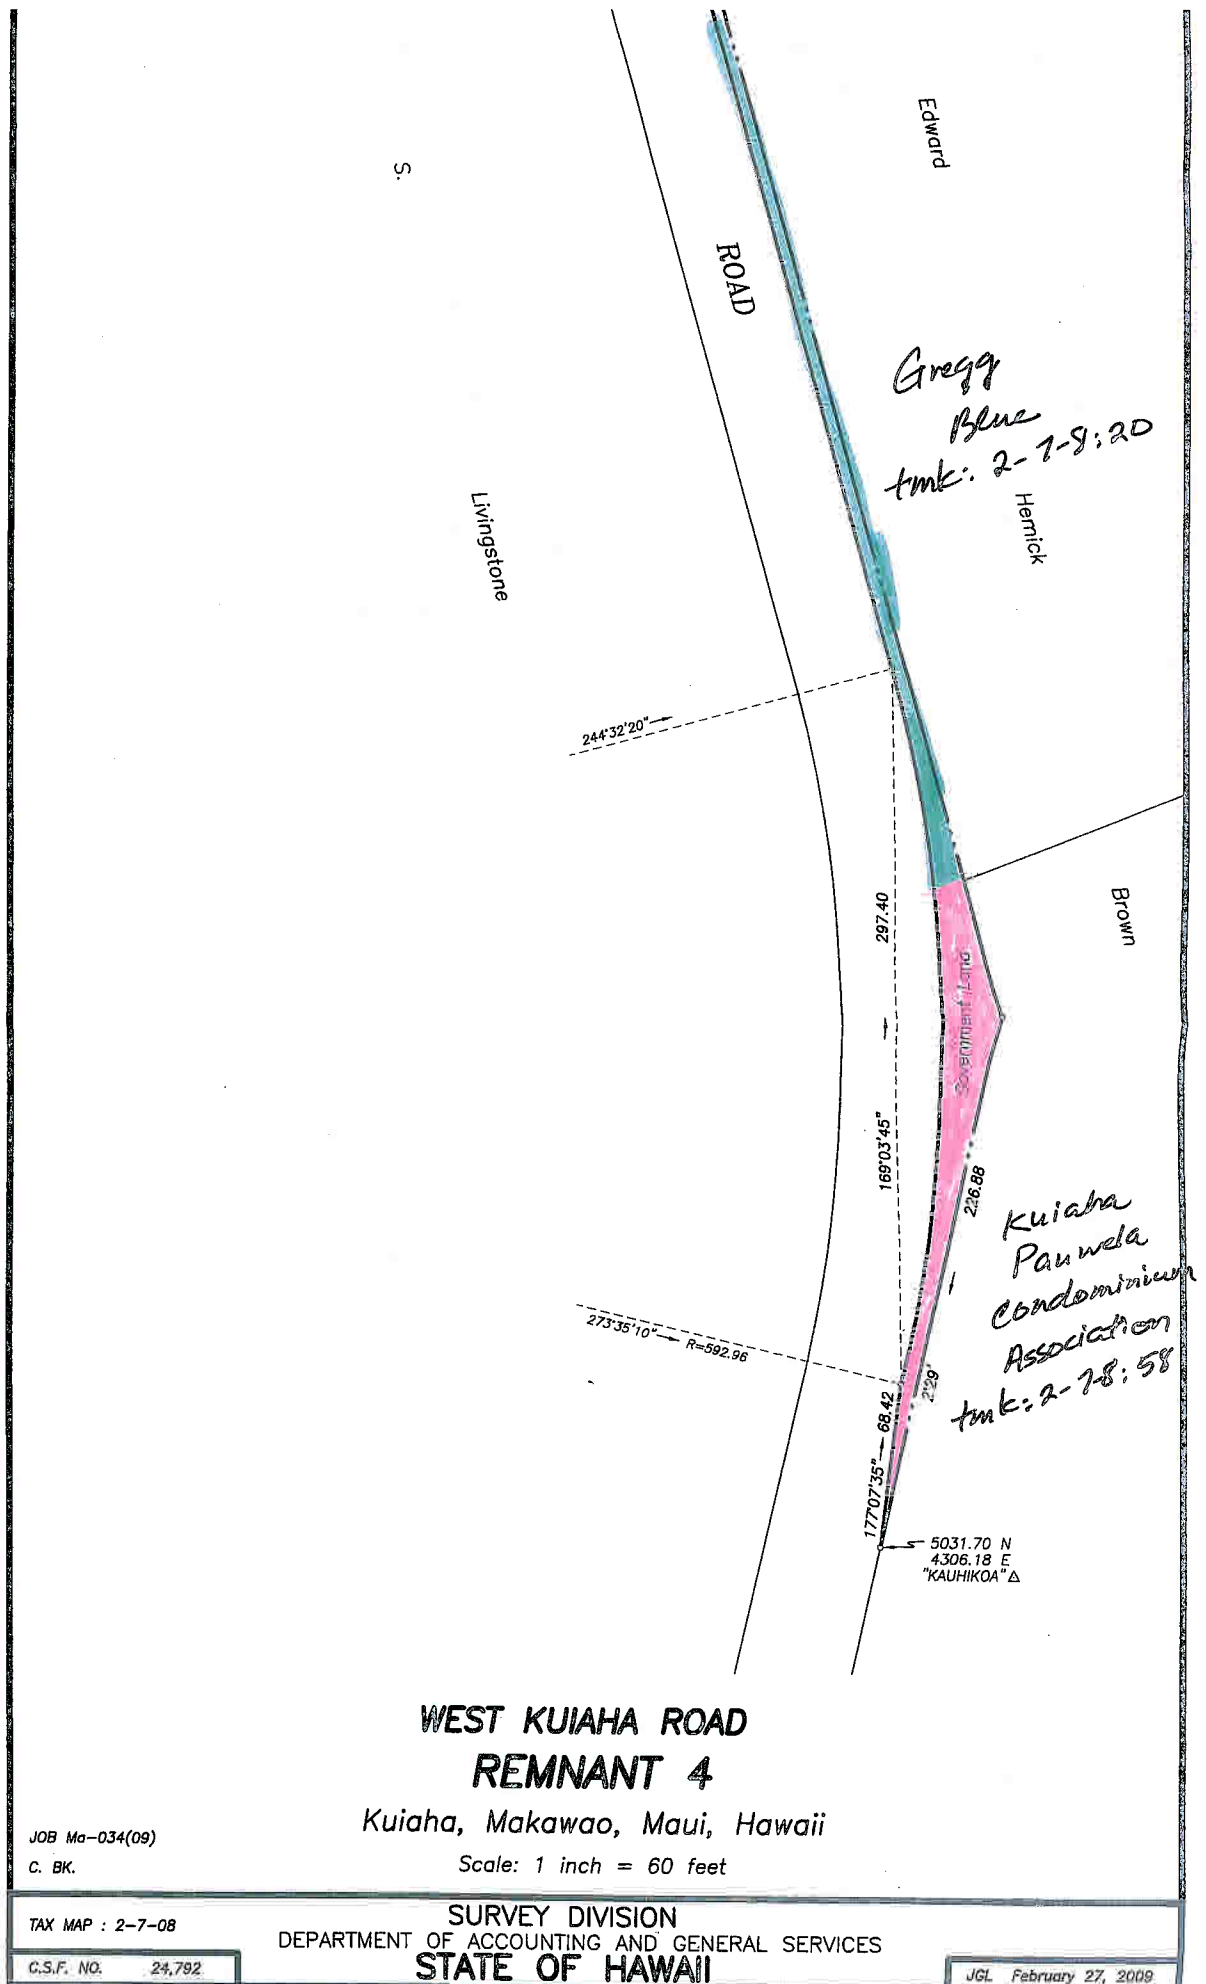 Edward
S.
ROAD
Gregg
Blue
tmk: 2-7-8:20
Hemick
Livingstone
244°32'20"
297.40
Brown
Government Land
169°03'45"
226.88
Kuiaha
Pauwela
Condominium
Association
tmk: 2-7-8:58
273°35'10" R=592.96
2°29'
68.42
177°07'35"
5031.70 N
4306.18 E
"KAUHIKOA" △
WEST KUIAHA ROAD
REMNANT 4
Kuiaha, Makawao, Maui, Hawaii
JOB Ma-034(09)
C. BK.
Scale: 1 inch = 60 feet
TAX MAP : 2-7-08
SURVEY DIVISION
DEPARTMENT OF ACCOUNTING AND GENERAL SERVICES
STATE OF HAWAII
C.S.F. NO. 24,792
JGL February 27, 2009